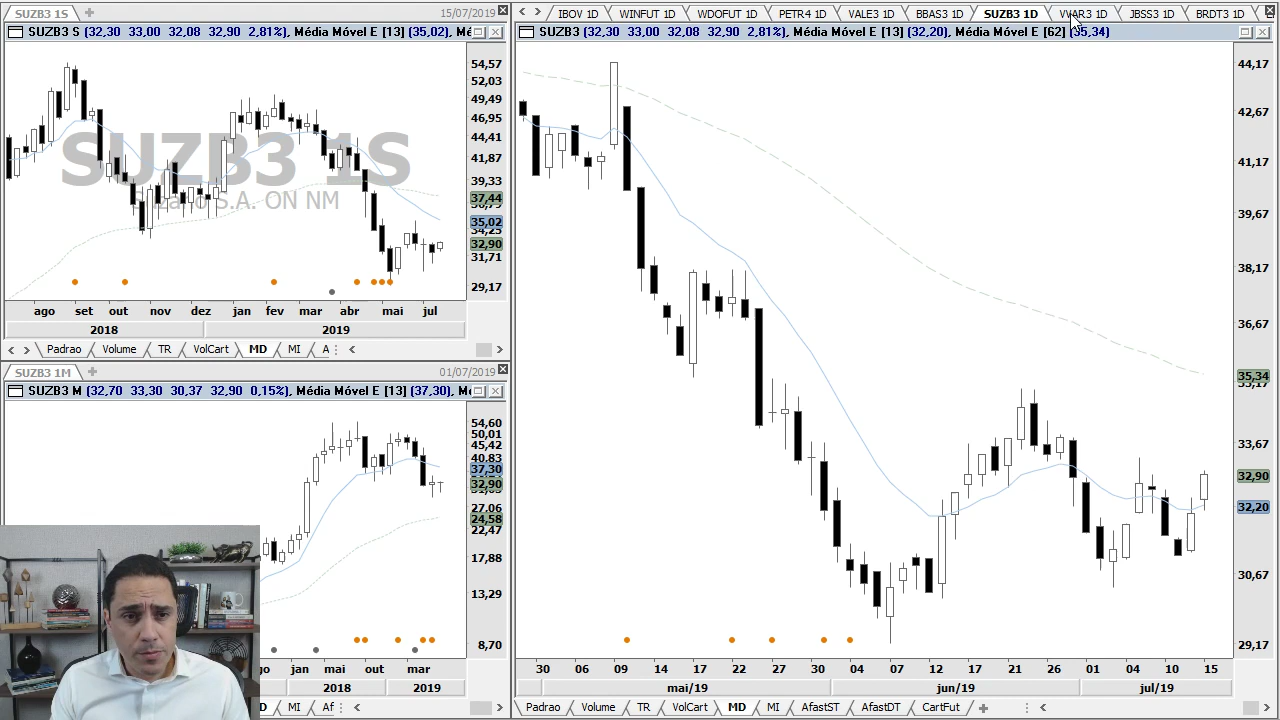 SUZB3 1S
15/07/2019
SUZB3 S (32,30 33,00 32,08 32,90 2,81%), Média Móvel E [13] (35,02), Mé
SUZB3 1S
Suzano S.A. ON NM
54,57
52,03
49,49
46,95
44,41
41,87
39,33
37,44
35,02
34,25
32,90
31,71
29,17
ago set out nov dez jan fev mar abr mai jul
2018 2019
Padrao Volume TR VolCart MD MI A
SUZB3 1M
01/07/2019
SUZB3 M (32,70 33,30 30,37 32,90 0,15%), Média Móvel E [13] (37,30), Mé
54,60
50,01
45,42
40,83
37,30
32,90
27,06
24,58
22,47
17,88
13,29
8,70
go jan mai out mar
2018 2019
D MI Af
IBOV 1D WINFUT 1D WDOFUT 1D PETR4 1D VALE3 1D BBAS3 1D SUZB3 1D VVAR3 1D JBSS3 1D BRDT3 1D
SUZB3 (32,30 33,00 32,08 32,90 2,81%), Média Móvel E [13] (32,20), Média Móvel E [62] (35,34)
44,17
42,67
41,17
39,67
38,17
36,67
35,34
35,17
33,67
32,90
32,20
30,67
29,17
30 06 09 14 17 22 27 30 04 07 12 17 21 26 01 04 10 15
mai/19 jun/19 jul/19
Padrao Volume TR VolCart MD MI AfastST AfastDT CartFut